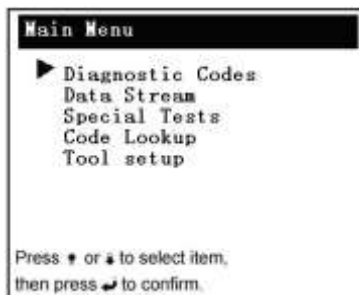 Main Menu
Diagnostic Codes
Data Stream
Special Tests
Code Lookup
Tool setup
Press ⬆ or ⬇ to select item,
then press ↵ to confirm.